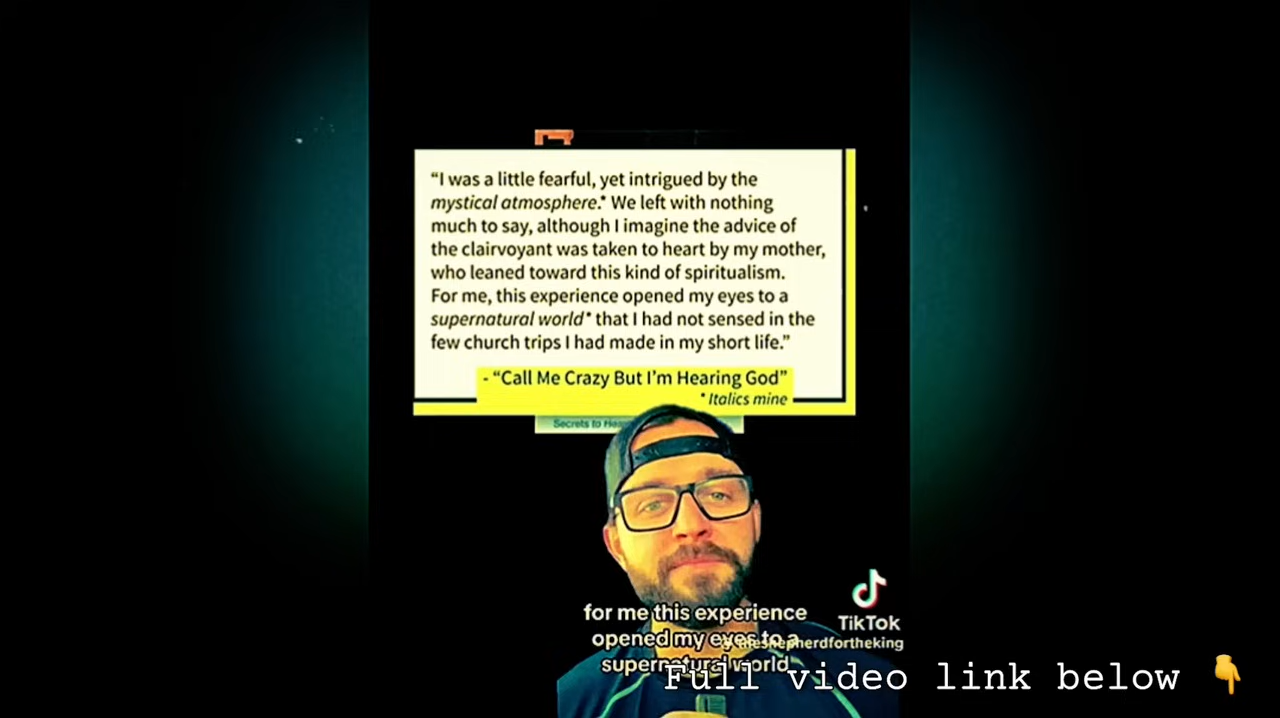 “I was a little fearful, yet intrigued by the
mystical atmosphere.* We left with nothing
much to say, although I imagine the advice of
the clairvoyant was taken to heart by my mother,
who leaned toward this kind of spiritualism.
For me, this experience opened my eyes to a
supernatural world* that I had not sensed in the
few church trips I had made in my short life.”
- “Call Me Crazy But I’m Hearing God”
* Italics mine
Secrets to
for me this experience
opened my eyes to a
supernatural world
TikTok
Full video link below 👇